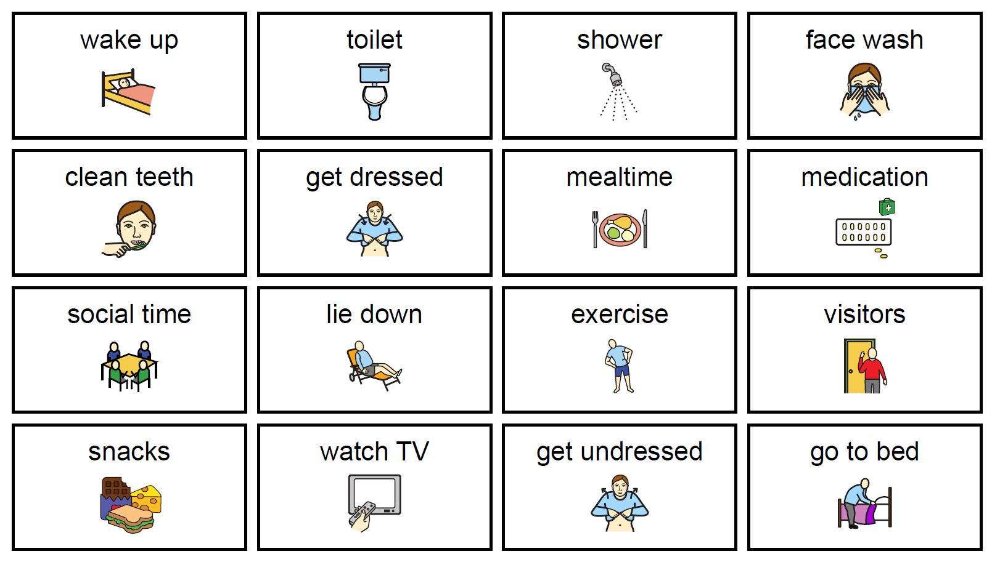 wake up
toilet
shower
face wash
clean teeth
get dressed
mealtime
medication
social time
lie down
exercise
visitors
snacks
watch TV
get undressed
go to bed